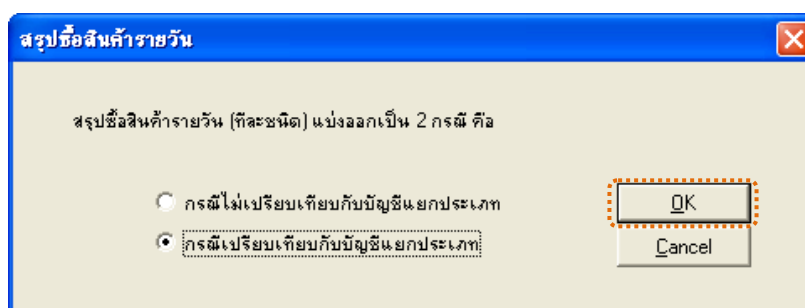 สรุปซื้อสินค้ารายวัน
สรุปซื้อสินค้ารายวัน (ทีละชนิด) แบ่งออกเป็น 2 กรณี คือ
กรณีไม่เปรียบเทียบกับบัญชีแยกประเภท
OK
กรณีเปรียบเทียบกับบัญชีแยกประเภท
Cancel